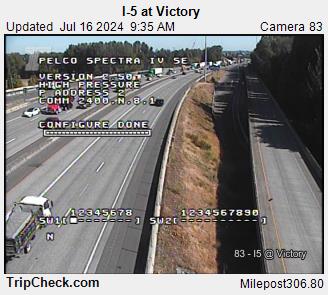 I-5 at Victory
Updated Jul 16 2024 9:35 AM Camera 83
PELCO SPECTRA IV SE
VERSION 2.50
HIGH PRESSURE
P ADDRESS 2
COMM 2400,N,8,1
CONFIGURE DONE
12345678 1234567890
SW1 SW2
N
83 - I5 @ Victory
TripCheck.com Milepost306.80